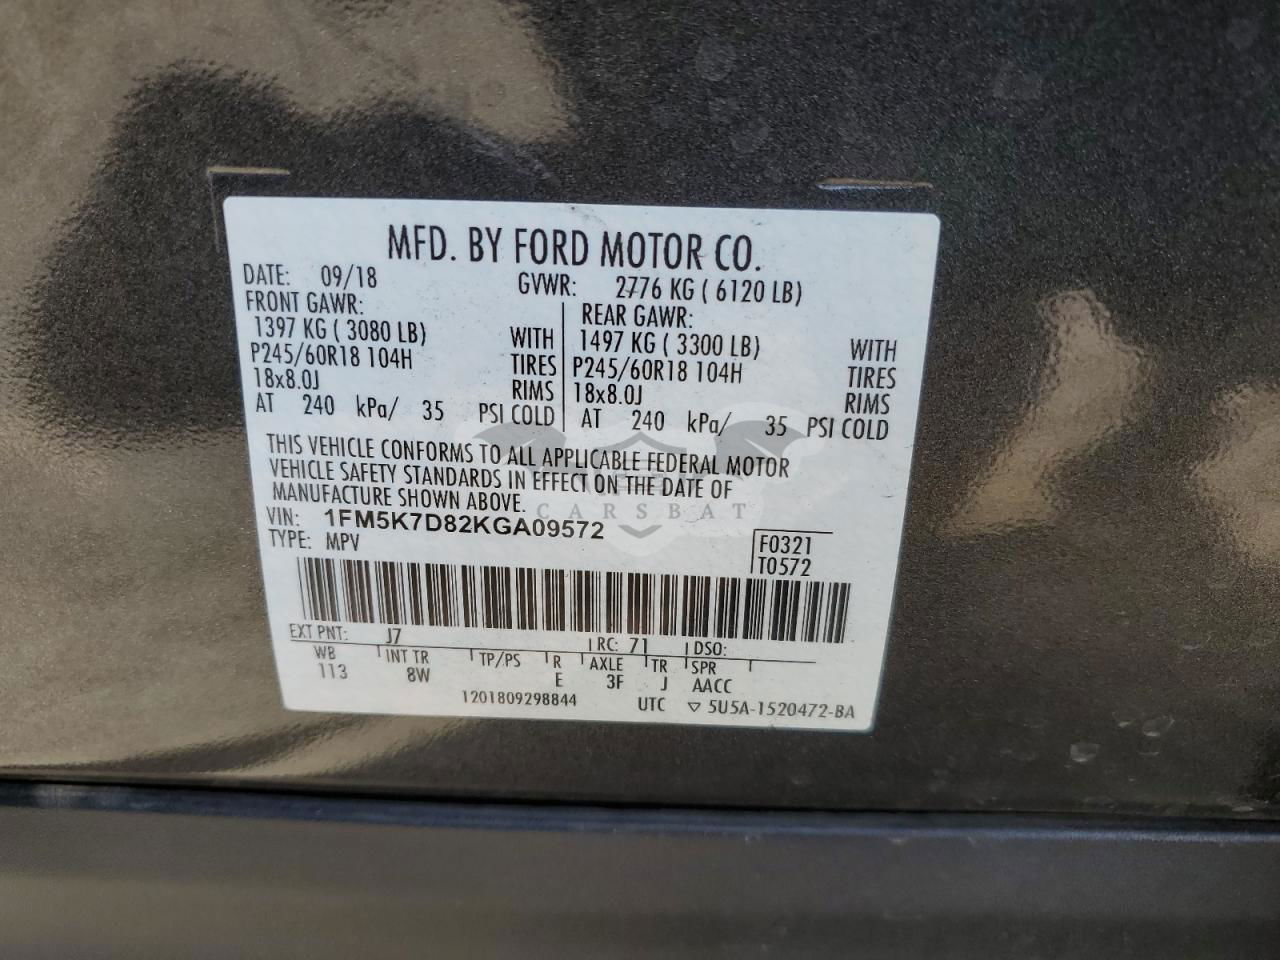 MFD. BY FORD MOTOR CO.
DATE: 09/18 GVWR: 2776 KG ( 6120 LB)
FRONT GAWR: REAR GAWR:
1397 KG ( 3080 LB) WITH 1497 KG ( 3300 LB) WITH
P245/60R18 104H TIRES P245/60R18 104H TIRES
18x8.0J RIMS 18x8.0J RIMS
AT 240 kPa/ 35 PSI COLD AT 240 kPa/ 35 PSI COLD
THIS VEHICLE CONFORMS TO ALL APPLICABLE FEDERAL MOTOR
VEHICLE SAFETY STANDARDS IN EFFECT ON THE DATE OF
MANUFACTURE SHOWN ABOVE.
CARSBAT
VIN: 1FM5K7D82KGA09572
TYPE: MPV F0321
T0572
EXT PNT: J7 RC: 71 DSO:
WB INT TR TP/PS R AXLE TR SPR
113 8W E 3F J AACC
1201809298844 UTC ▽ 5U5A-1520472-BA